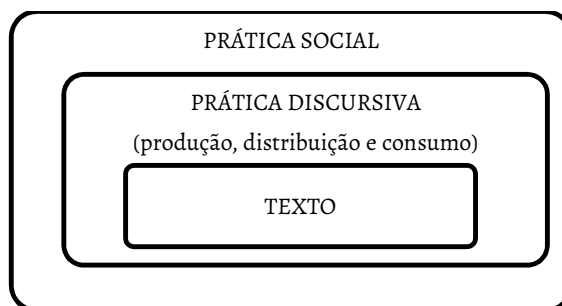 PRÁTICA SOCIAL
PRÁTICA DISCURSIVA
(produção, distribuição e consumo)
TEXTO